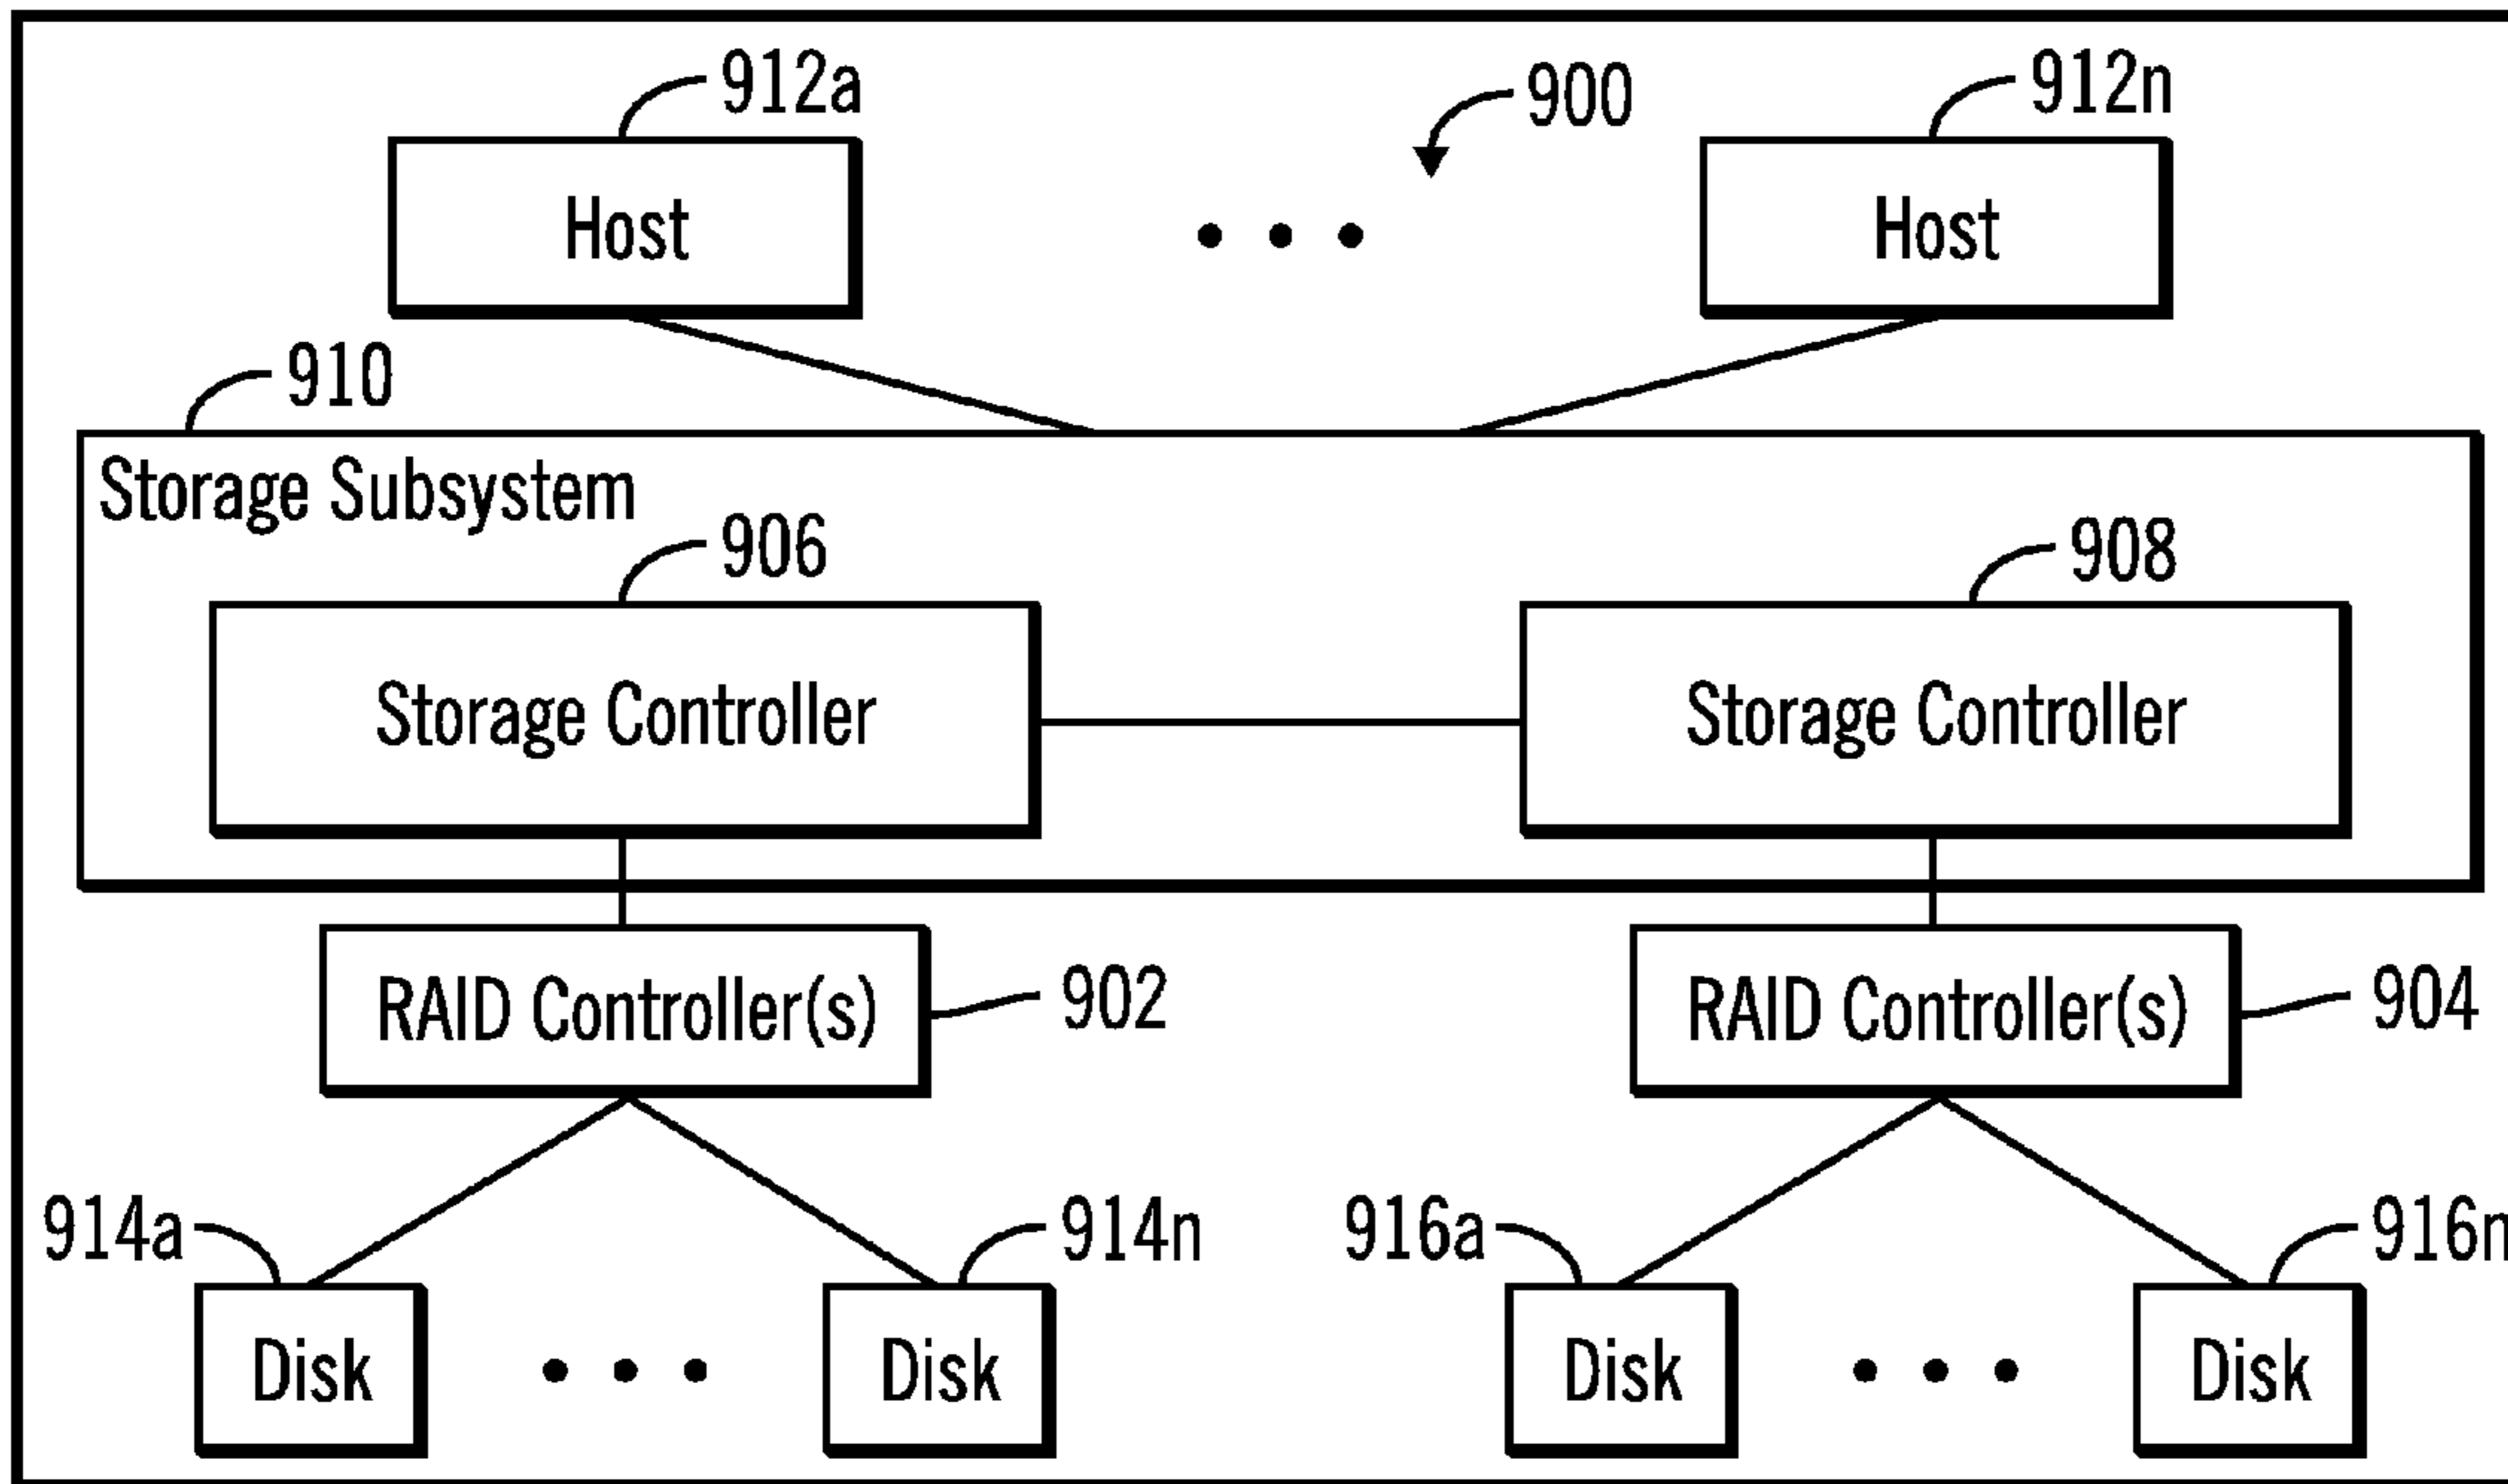 912a
900
912n
Host
Host
910
Storage Subsystem
906
908
Storage Controller
Storage Controller
RAID Controller(s)
902
RAID Controller(s)
904
914a
914n
916a
916n
Disk
Disk
Disk
Disk